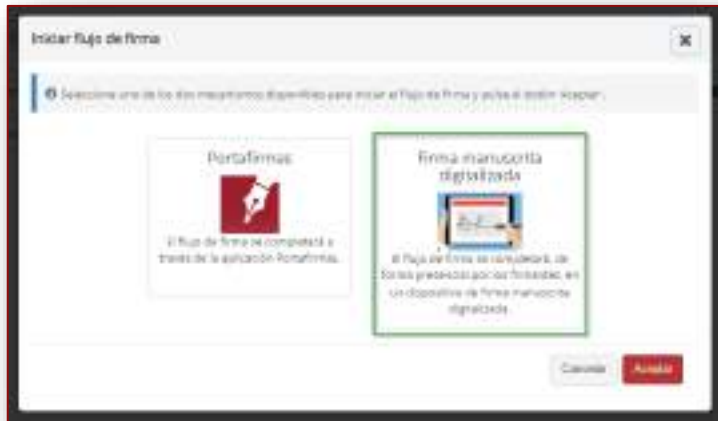 Iniciar flujo de firma
Seleccione uno de los dos mecanismos disponibles para iniciar el flujo de firma y pulse el botón Aceptar.
Portafirmas
El flujo de firma se completará a
través de la aplicación Portafirmas.
Firma manuscrita
digitalizada
El flujo de firma se completará, de
forma presencial por los firmantes, en
un dispositivo de firma manuscrita
digitalizada.
Cancelar
Aceptar